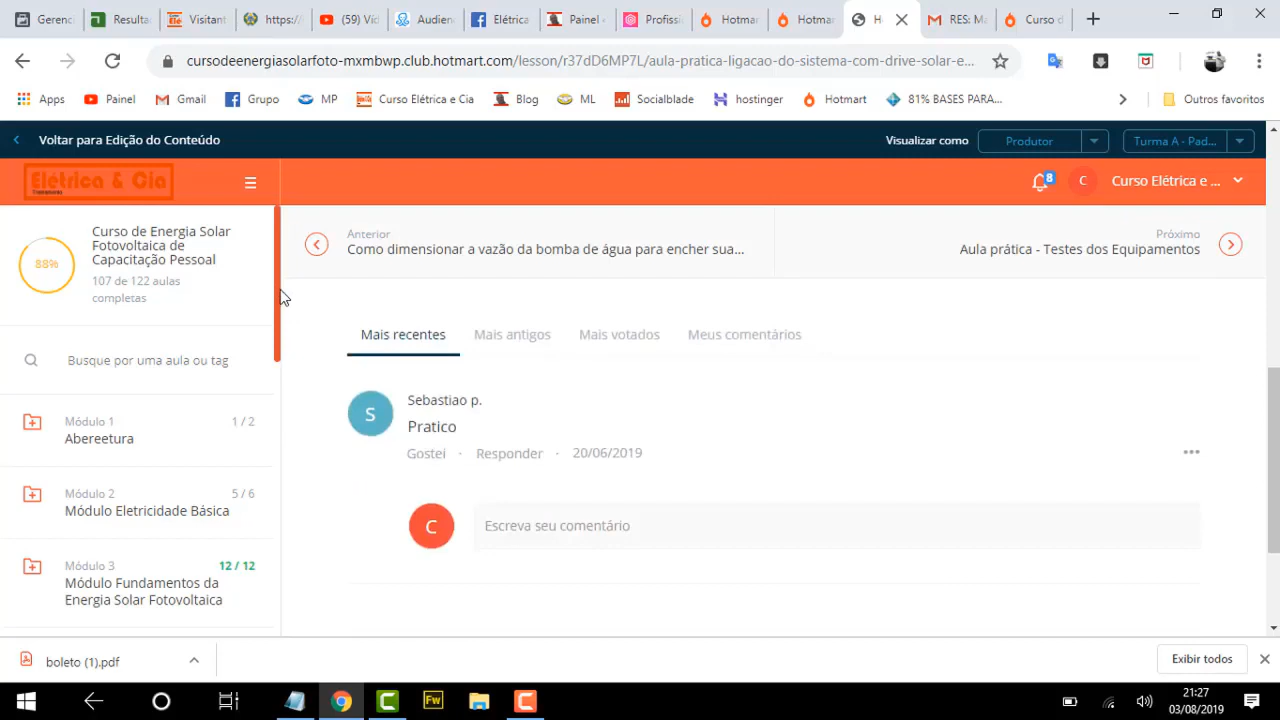 Gerenci
Resulta
Visitant
https:/
(59) Víd
Audien
Elétrica
Painel
Profissi
Hotmar
Hotmar
H
RES: M
Curso d
cursodeenergiasolarfoto-mxmbwp.club.hotmart.com/lesson/r37dD6MP7L/aula-pratica-ligacao-do-sistema-com-drive-solar-e...
Apps
Painel
Gmail
Grupo
MP
Curso Elétrica e Cia
Blog
ML
Socialblade
hostinger
Hotmart
81% BASES PARA...
Outros favoritos
Voltar para Edição do Conteúdo
Visualizar como
Produtor
Turma A - Pad...
Elétrica & Cia
Treinamento
8
C
Curso Elétrica e ...
88%
Curso de Energia Solar
Fotovoltaica de
Capacitação Pessoal
107 de 122 aulas
completas
Anterior
Como dimensionar a vazão da bomba de água para encher sua...
Próximo
Aula prática - Testes dos Equipamentos
Busque por uma aula ou tag
Mais recentes
Mais antigos
Mais votados
Meus comentários
Módulo 1
1 / 2
Abereetura
Módulo 2
5 / 6
Módulo Eletricidade Básica
Módulo 3
12 / 12
Módulo Fundamentos da
Energia Solar Fotovoltaica
S
Sebastiao p.
Pratico
Gostei · Responder · 20/06/2019
C
Escreva seu comentário
boleto (1).pdf
Exibir todos
Fw
21:27
03/08/2019